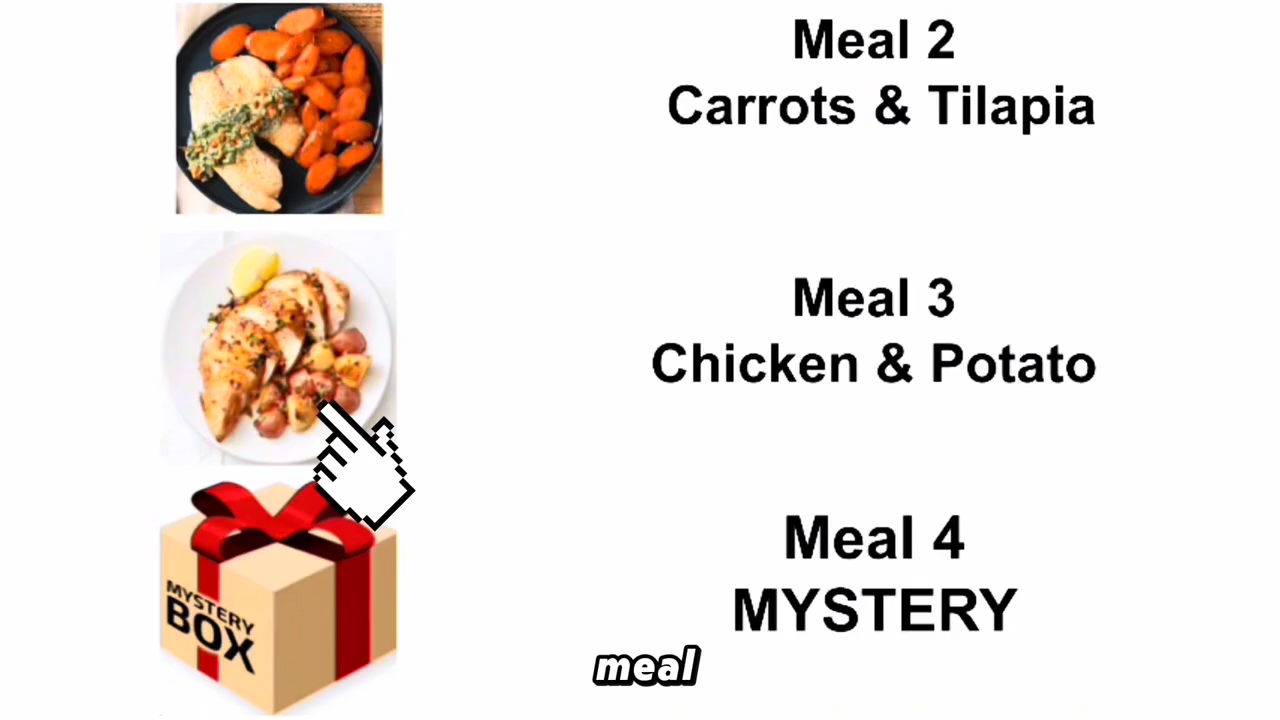 Meal 2
Carrots & Tilapia
Meal 3
Chicken & Potato
MYSTERY
BOX
Meal 4
MYSTERY
meal